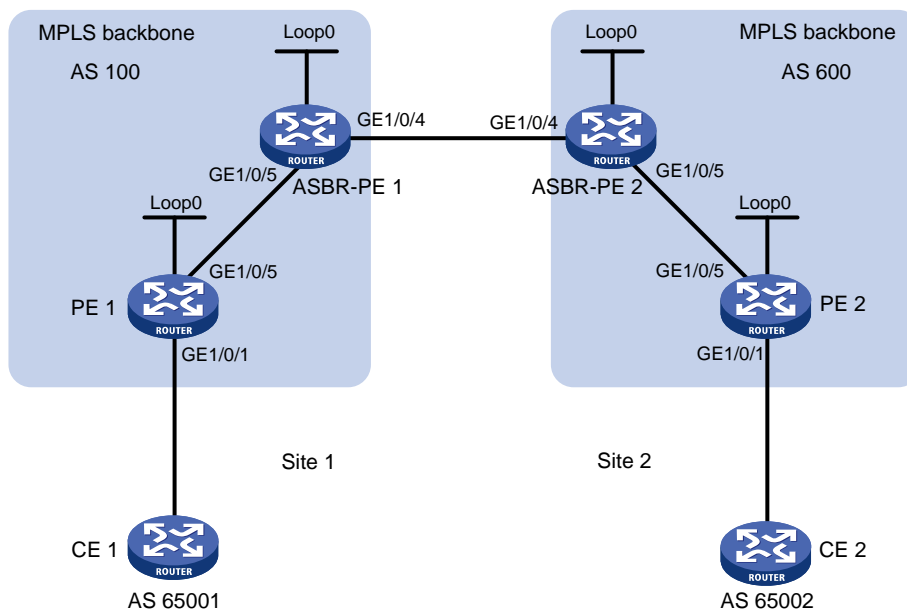 MPLS backbone
AS 100
Loop0
Loop0
MPLS backbone
AS 600
GE1/0/4
GE1/0/4
ROUTER
ASBR-PE 1
ROUTER
ASBR-PE 2
GE1/0/5
GE1/0/5
Loop0
Loop0
GE1/0/5
GE1/0/5
PE 1
ROUTER
ROUTER
PE 2
GE1/0/1
GE1/0/1
Site 1
Site 2
CE 1
ROUTER
AS 65001
ROUTER
CE 2
AS 65002